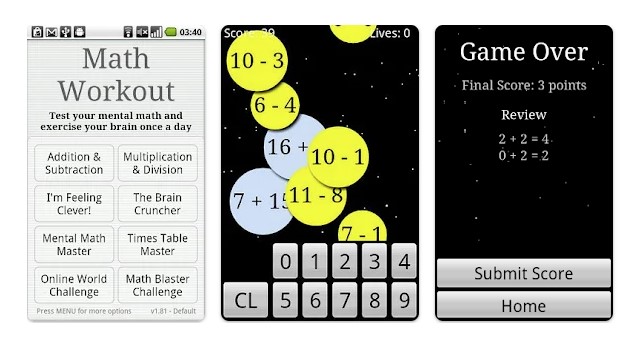 03:40
Math
Workout
Test your mental math and
exercise your brain once a day
Addition &
Subtraction
Multiplication
& Division
I'm Feeling
Clever!
The Brain
Cruncher
Mental Math
Master
Times Table
Master
Online World
Challenge
Math Blaster
Challenge
Press MENU for more options
v1.81 - Default
Score: 39
Lives: 0
10 - 3
6 - 4
16 +
10 - 1
7 + 15
11 - 8
7 - 1
0 1 2 3 4
CL 5 6 7 8 9
Game Over
Final Score: 3 points
Review
2 + 2 = 4
0 + 2 = 2
Submit Score
Home